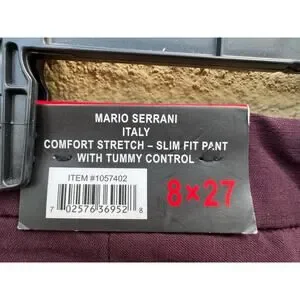 MARIO SERRANI
ITALY
COMFORT STRETCH – SLIM FIT PANT
WITH TUMMY CONTROL
ITEM #1057402
8×27
7 02576 36952 8